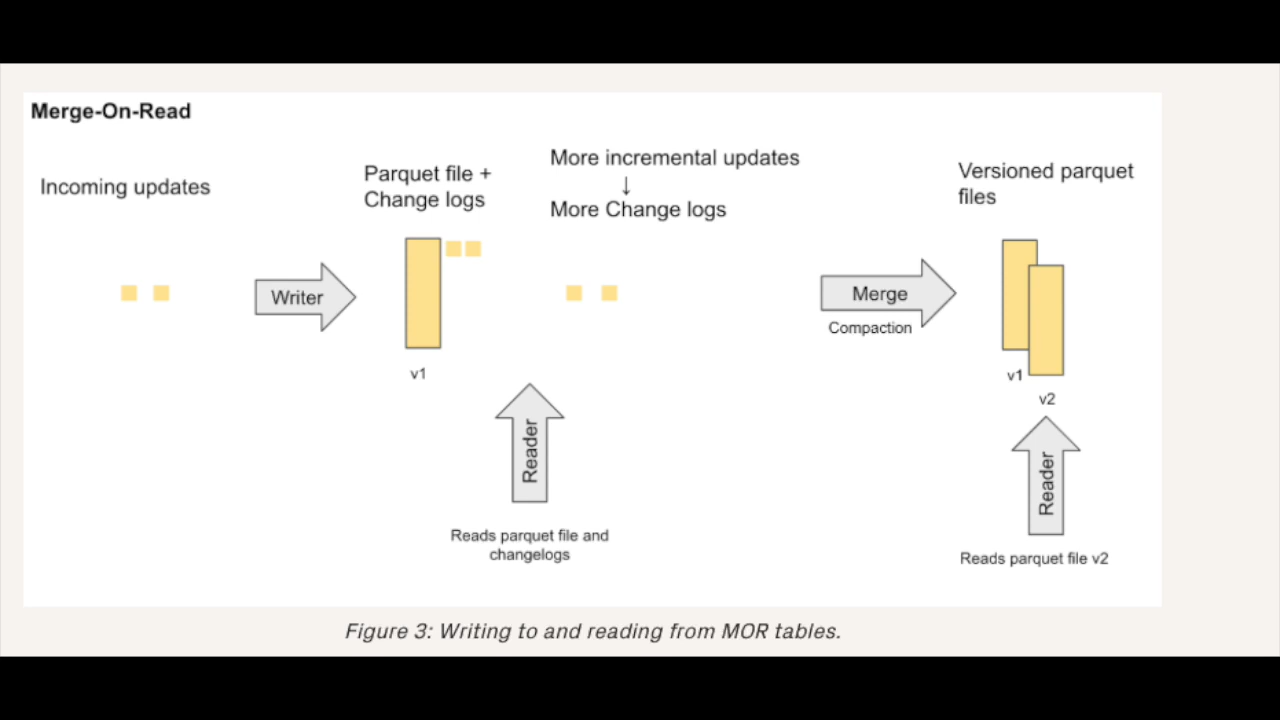 Merge-On-Read
Incoming updates
Parquet file +
Change logs
More incremental updates
↓
More Change logs
Versioned parquet
files
Writer
v1
Reader
Reads parquet file and
changelogs
Merge
Compaction
v1
v2
Reader
Reads parquet file v2
Figure 3: Writing to and reading from MOR tables.